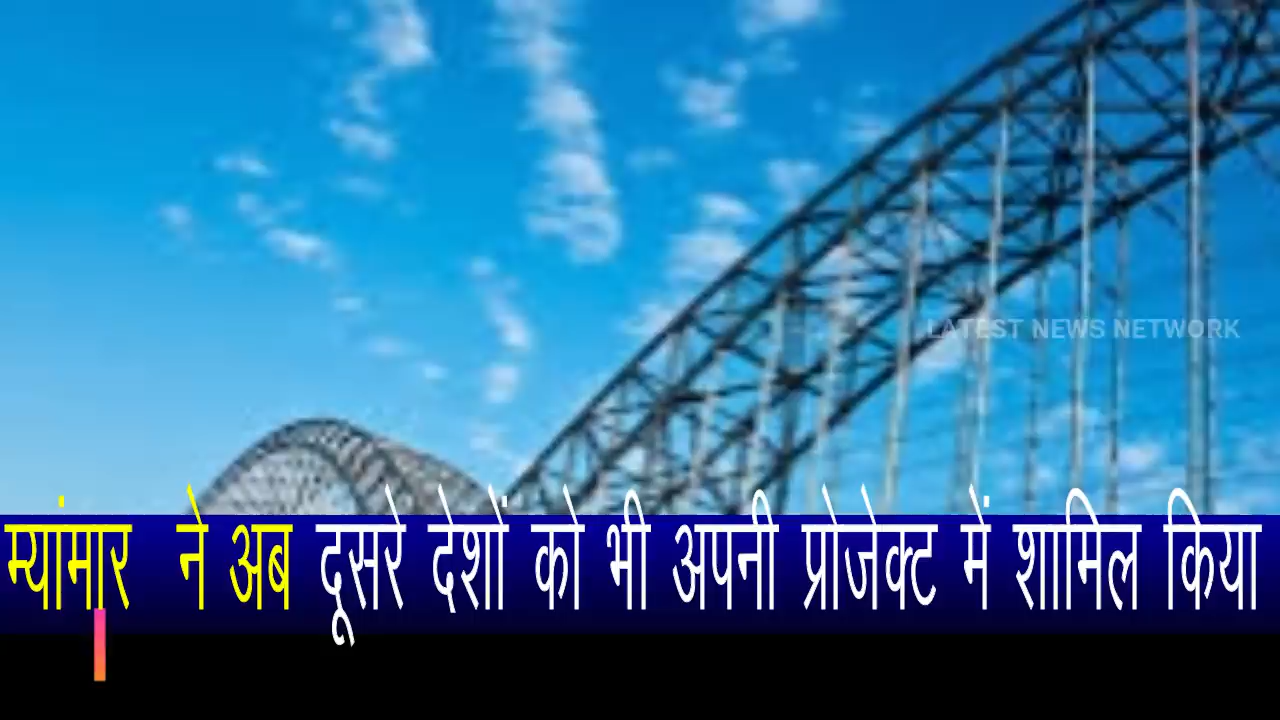 LATEST NEWS NETWORK
म्यांमार ने अब दूसरे देशों को भी अपनी प्रोजेक्ट में शामिल किया